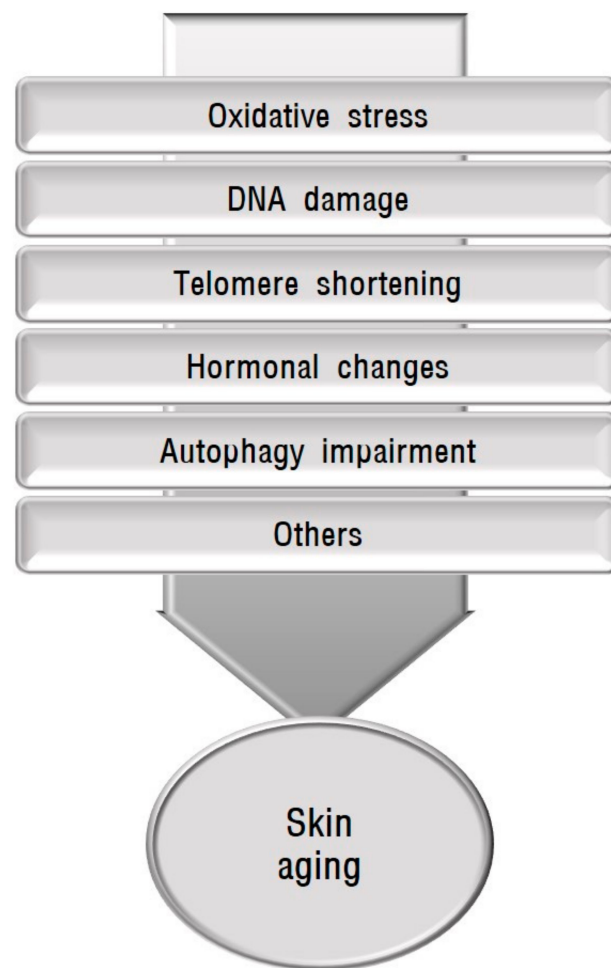 Oxidative stress
DNA damage
Telomere shortening
Hormonal changes
Autophagy impairment
Others
Skin
aging